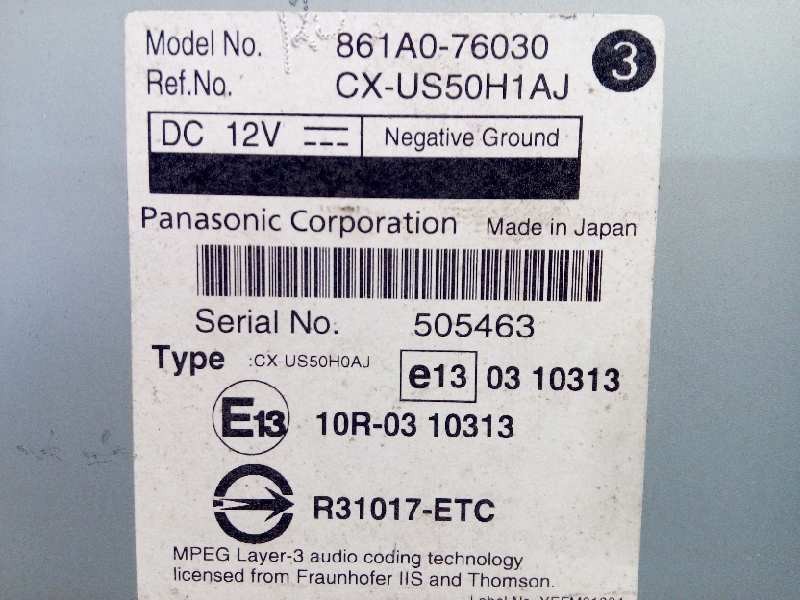 Model No. 861A0-76030
Ref.No. CX-US50H1AJ
3
DC 12V
Negative Ground
Panasonic Corporation Made in Japan
Serial No. 505463
Type :CX US50H0AJ e13 03 10313
E13 10R-03 10313
R31017-ETC
MPEG Layer-3 audio coding technology
licensed from Fraunhofer IIS and Thomson.
Label No.